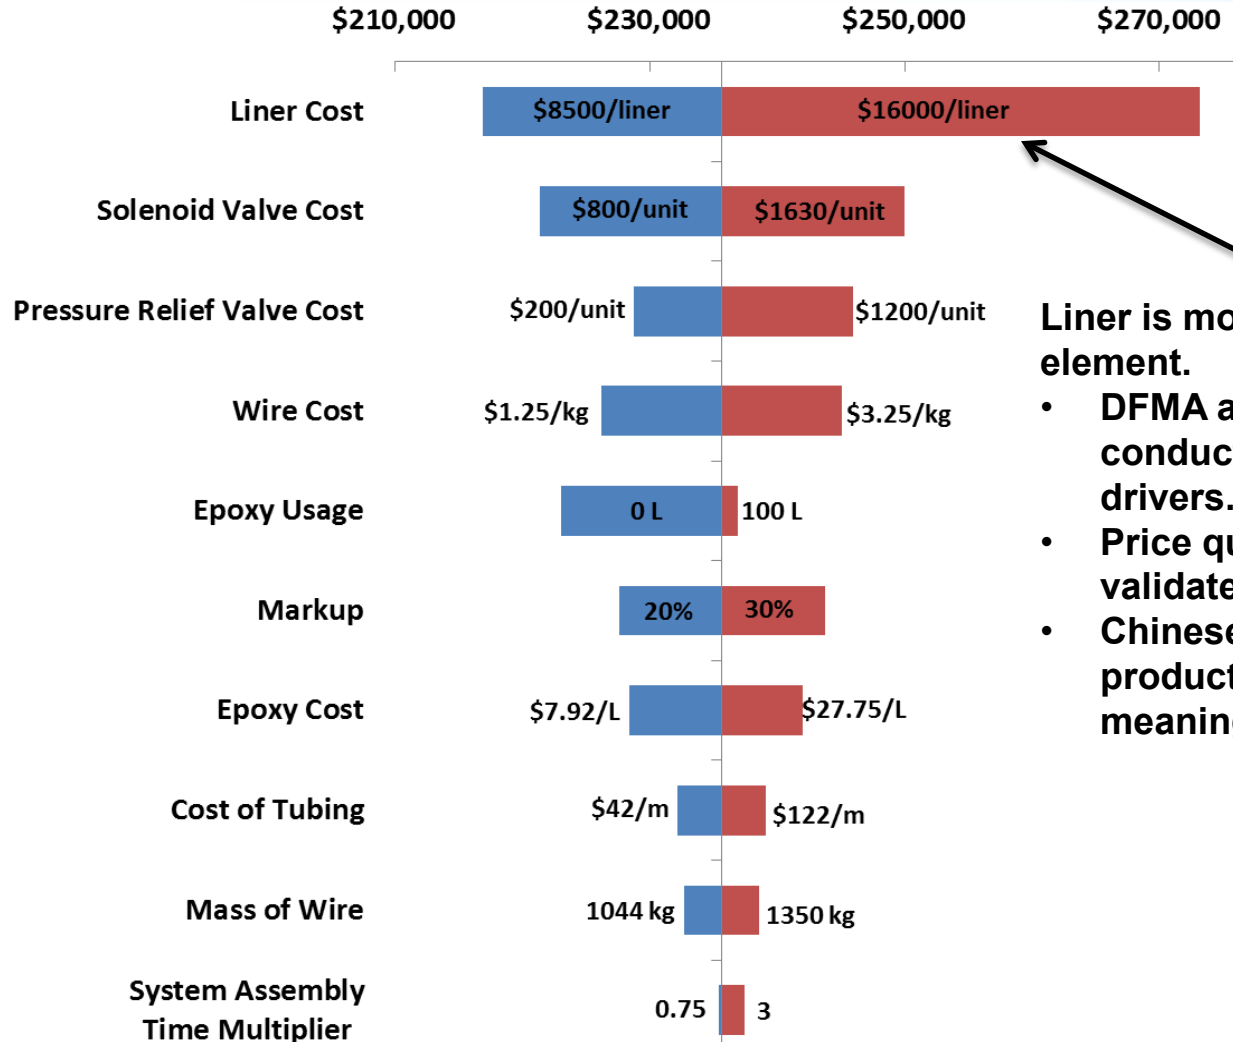 $210,000 $230,000 $250,000 $270,000
Liner Cost $8500/liner $16000/liner
Solenoid Valve Cost $800/unit $1630/unit
Pressure Relief Valve Cost $200/unit $1200/unit
Wire Cost $1.25/kg $3.25/kg
Epoxy Usage 0 L 100 L
Markup 20% 30%
Epoxy Cost $7.92/L $27.75/L
Cost of Tubing $42/m $122/m
Mass of Wire 1044 kg 1350 kg
System Assembly
Time Multiplier 0.75 3
Liner is
element.
• DFMA
drivers.
• Price
• Chinese